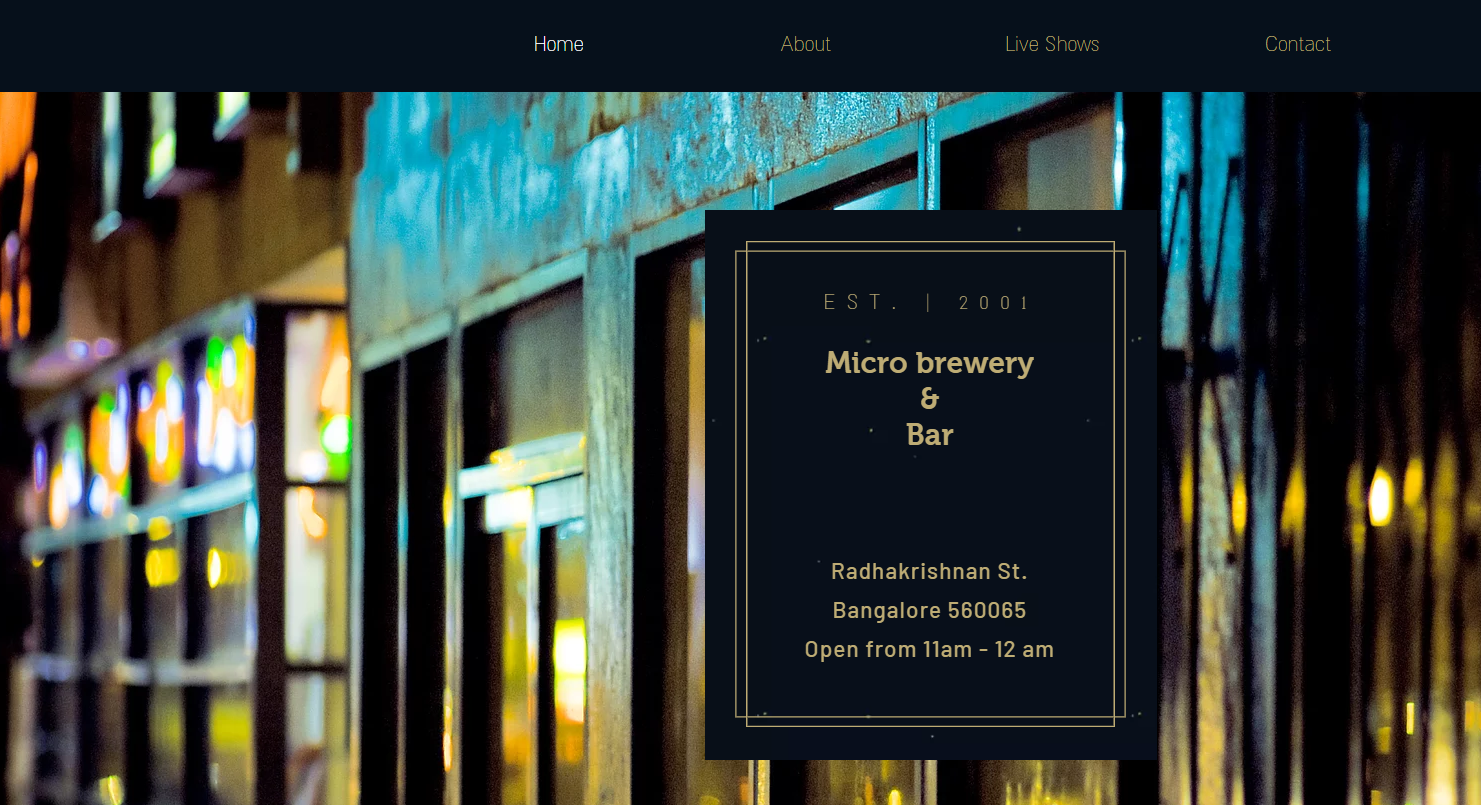 Home
About
Live Shows
Contact
EST. | 2001
Micro brewery
&
Bar
Radhakrishnan St.
Bangalore 560065
Open from 11am - 12 am